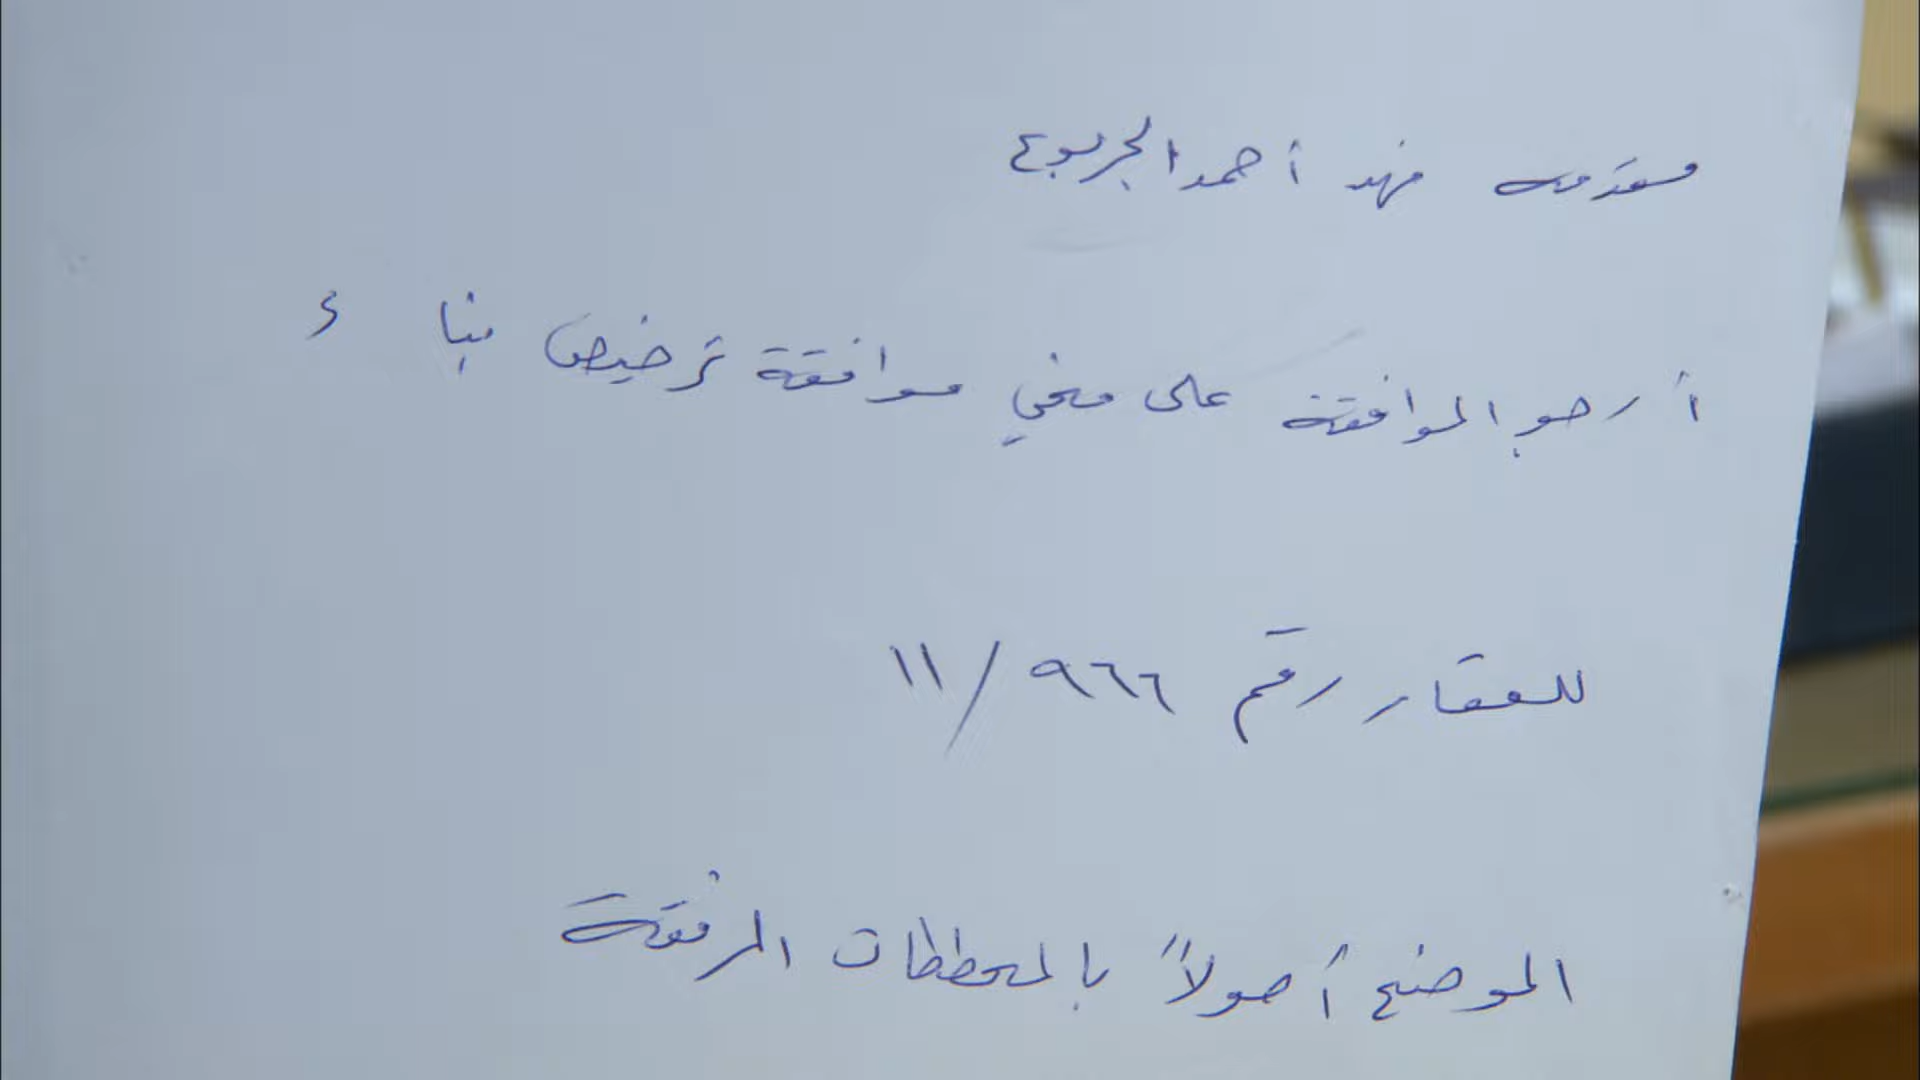 مقدمه فهد أحمد الجربوع
أرجو الموافقة على منحي موافقة ترخيص بناء
للعقار رقم ٩٦٦/١١
الموضح أصولاً بالمخططات المرفقة